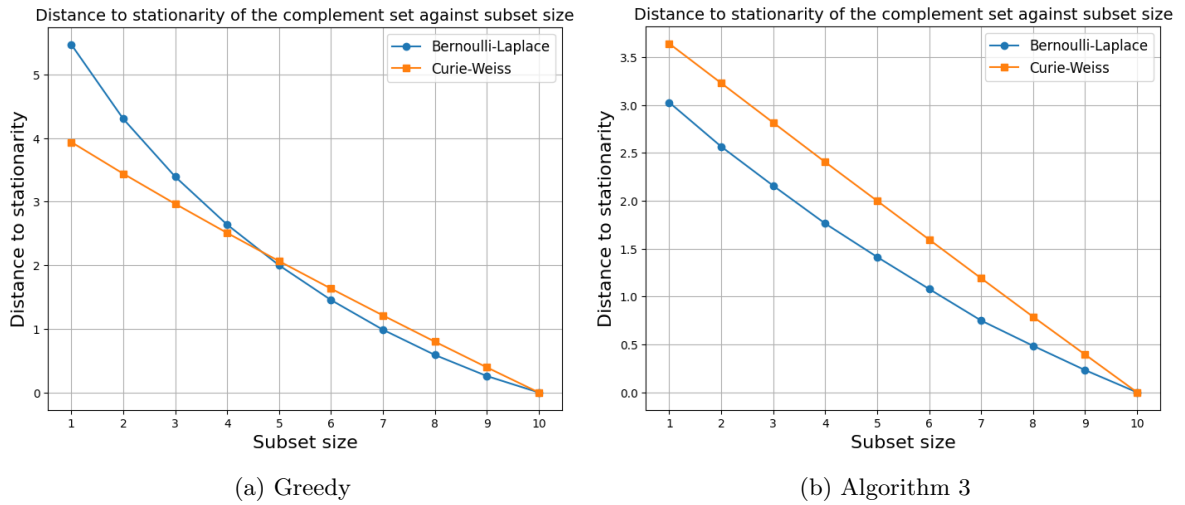 Distance to stationarity of the complement set against subset size
Bernoulli-Laplace
Curie-Weiss
Distance to stationarity
5
4
3
2
1
0
1 2 3 4 5 6 7 8 9 10
Subset size
(a) Greedy
Distance to stationarity of the complement set against subset size
Bernoulli-Laplace
Curie-Weiss
Distance to stationarity
3.5
3.0
2.5
2.0
1.5
1.0
0.5
0.0
1 2 3 4 5 6 7 8 9 10
Subset size
(b) Algorithm 3